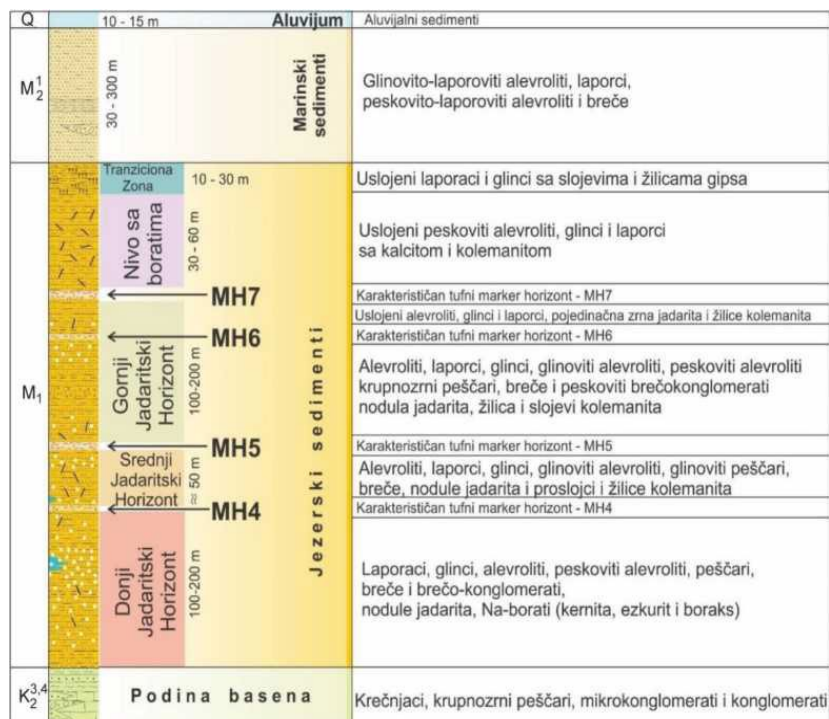 Q
10 - 15 m
Aluvijum
Aluvijalni sedimenti
M₂¹
30 - 300 m
Marinski
sedimenti
Glinovito-laporoviti alevroliti, laporci,
peskovito-laporoviti alevroliti i breče
M₁
Jezerski sedimenti
Tranziciona
Zona
10 - 30 m
Uslojeni laporaci i glinci sa slojevima i žilicama gipsa
Nivo sa
boratima
30 - 60 m
Uslojeni peskoviti alevroliti, glinci i laporci
sa kalcitom i kolemanitom
MH7
Karakterističan tufni marker horizont - MH7
Uslojeni alevroliti, glinci i laporci, pojedinačna zrna jadarita i žilice kolemanita
MH6
Karakterističan tufni marker horizont - MH6
Gornji
Jadaritski
Horizont
100-200 m
Alevroliti, laporci, glinci, glinoviti alevroliti, peskoviti alevroliti
krupnozrni peščari, breče i peskoviti brečokonglomerati
nodula jadarita, žilica i slojevi kolemanita
MH5
Karakterističan tufni marker horizont - MH5
Srednji
Jadaritski
Horizont
≈ 50 m
Alevroliti, laporci, glinci, glinoviti alevroliti, glinoviti peščari,
breče, nodule jadarita i proslojci i žilice kolemanita
MH4
Karakterističan tufni marker horizont - MH4
Donji
Jadaritski
Horizont
100-200 m
Laporaci, glinci, alevroliti, peskoviti alevroliti, peščari,
breče i brečo-konglomerati,
nodule jadarita, Na-borati (kernita, ezkurit i boraks)
K₂³,⁴
Podina basena
Krečnjaci, krupnozrni peščari, mikrokonglomerati i konglomerati